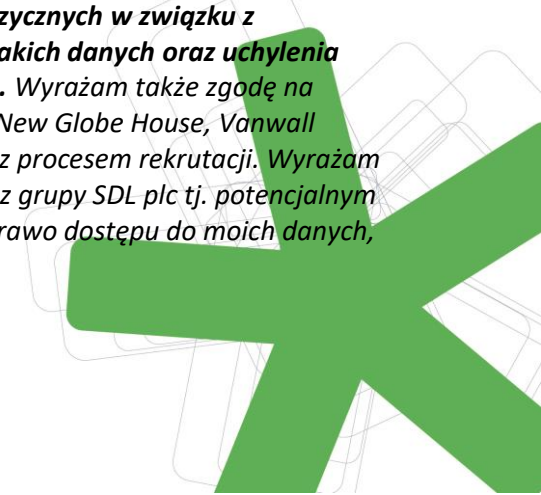 zycznych w związku z
akich danych oraz uchylenia
. Wyrażam także zgodę na
New Globe House, Vanwall
z procesem rekrutacji. Wyrażam
z grupy SDL plc tj. potencjalnym
rawo dostępu do moich danych,